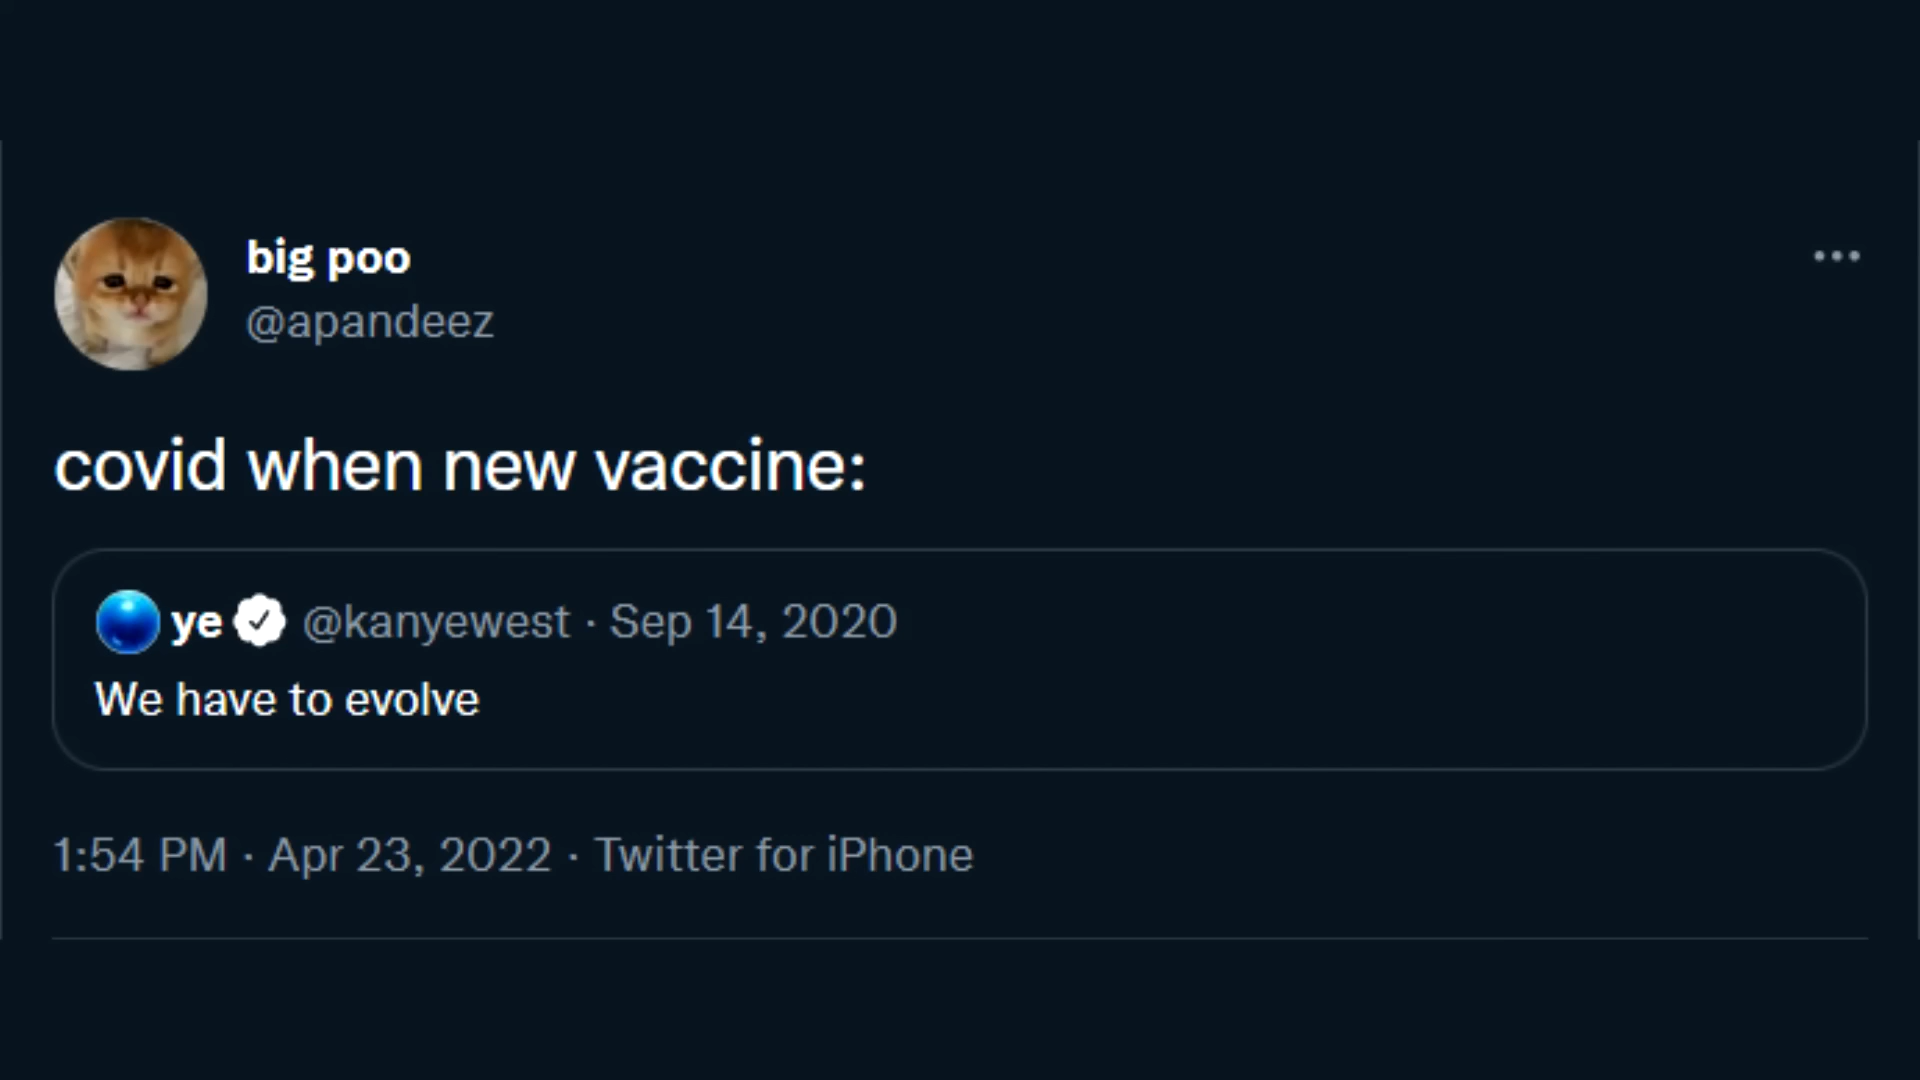 big poo
@apandeez
covid when new vaccine:
ye @kanyewest · Sep 14, 2020
We have to evolve
1:54 PM · Apr 23, 2022 · Twitter for iPhone